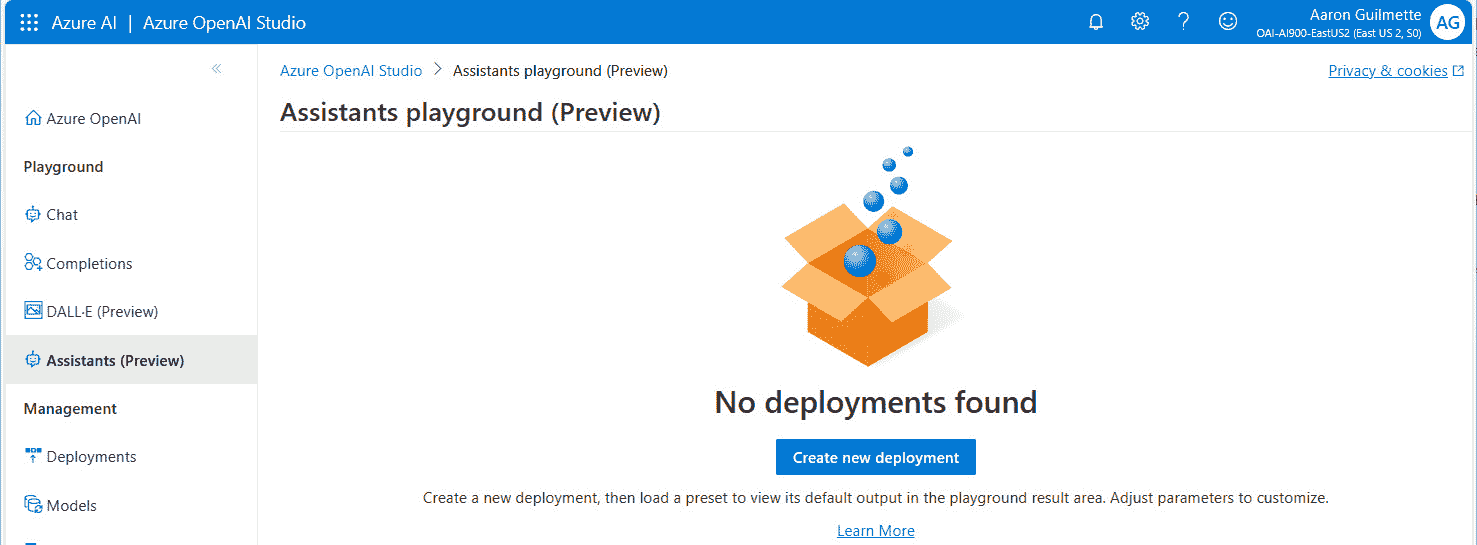 Azure AI | Azure OpenAI Studio
Aaron Guilmette
OAI-AI900-EastUS2 (East US 2, S0)
AG
Azure OpenAI Studio > Assistants playground (Preview)
Privacy & cookies
Assistants playground (Preview)
Azure OpenAI
Playground
Chat
Completions
DALL·E (Preview)
Assistants (Preview)
Management
Deployments
Models
No deployments found
Create new deployment
Create a new deployment, then load a preset to view its default output in the playground result area. Adjust parameters to customize.
Learn More